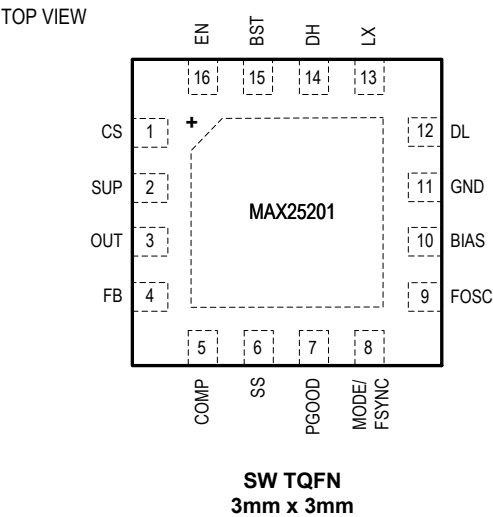 TOP VIEW
EN
BST
DH
LX
16
15
14
13
+
CS 1
12 DL
SUP 2
11 GND
MAX25201
OUT 3
10 BIAS
FB 4
9 FOSC
5
6
7
8
COMP
SS
PGOOD
MODE/
FSYNC
SW TQFN
3mm x 3mm